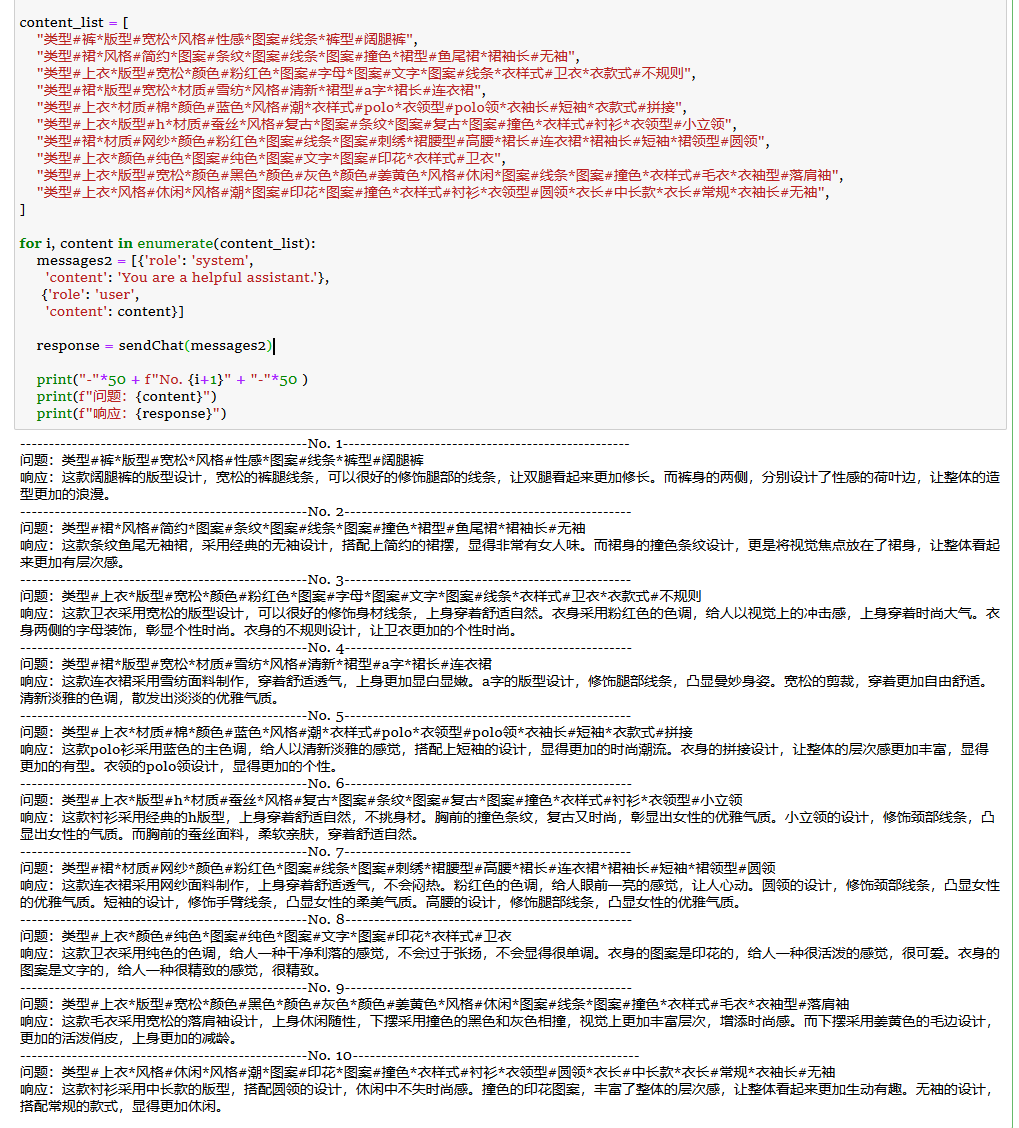 content_list = [
"类型#裤*版型#宽松*风格#性感*图案#线条*裤型#阔腿裤",
"类型#裙*风格#简约*图案#条纹*图案#线条*图案#撞色*裙型#鱼尾裙*裙袖长#无袖",
"类型#上衣*版型#宽松*颜色#粉红色*图案#字母*图案#文字*图案#线条*衣样式#卫衣*衣款式#不规则",
"类型#裙*版型#宽松*材质#雪纺*风格#清新*裙型#a字*裙长#连衣裙",
"类型#上衣*材质#棉*颜色#蓝色*风格#潮*衣样式#polo*衣领型#polo领*衣袖长#短袖*衣款式#拼接",
"类型#上衣*版型#h*材质#蚕丝*风格#复古*图案#条纹*图案#复古*图案#撞色*衣样式#衬衫*衣领型#小立领",
"类型#裙*材质#网纱*颜色#粉红色*图案#线条*图案#刺绣*裙腰型#高腰*裙长#连衣裙*裙袖长#短袖*裙领型#圆领",
"类型#上衣*颜色#纯色*图案#纯色*图案#文字*图案#印花*衣样式#卫衣",
"类型#上衣*版型#宽松*颜色#黑色*颜色#灰色*颜色#姜黄色*风格#休闲*图案#线条*图案#撞色*衣样式#毛衣*衣袖型#落肩袖",
"类型#上衣*风格#休闲*风格#潮*图案#印花*图案#撞色*衣样式#衬衫*衣领型#圆领*衣长#中长款*衣长#常规*衣袖长#无袖",
]
for i, content in enumerate(content_list):
messages2 = [{'role': 'system',
'content': 'You are a helpful assistant.'},
{'role': 'user',
'content': content}]
response = sendChat(messages2)
print("-"*50 + f"No. {i+1}" + "-"*50 )
print(f"问题：{content}")
print(f"响应：{response}")
--------------------------------------------------No. 1--------------------------------------------------
问题：类型#裤*版型#宽松*风格#性感*图案#线条*裤型#阔腿裤
响应：这款阔腿裤的版型设计，宽松的裤腿线条，可以很好的修饰腿部的线条，让双腿看起来更加修长。而裤身的两侧，分别设计了性感的荷叶边，让整体的造
型更加的浪漫。
--------------------------------------------------No. 2--------------------------------------------------
问题：类型#裙*风格#简约*图案#条纹*图案#线条*图案#撞色*裙型#鱼尾裙*裙袖长#无袖
响应：这款条纹鱼尾无袖裙，采用经典的无袖设计，搭配上简约的裙摆，显得非常有女人味。而裙身的撞色条纹设计，更是将视觉焦点放在了裙身，让整体看起
来更加有层次感。
--------------------------------------------------No. 3--------------------------------------------------
问题：类型#上衣*版型#宽松*颜色#粉红色*图案#字母*图案#文字*图案#线条*衣样式#卫衣*衣款式#不规则
响应：这款卫衣采用宽松的版型设计，可以很好的修饰身材线条，上身穿着舒适自然。衣身采用粉红色的色调，给人以视觉上的冲击感，上身穿着时尚大气。衣
身两侧的字母装饰，彰显个性时尚。衣身的不规则设计，让卫衣更加的个性时尚。
--------------------------------------------------No. 4--------------------------------------------------
问题：类型#裙*版型#宽松*材质#雪纺*风格#清新*裙型#a字*裙长#连衣裙
响应：这款连衣裙采用雪纺面料制作，穿着舒适透气，上身更加显白显嫩。a字的版型设计，修饰腿部线条，凸显曼妙身姿。宽松的剪裁，穿着更加自由舒适。
清新淡雅的色调，散发出淡淡的优雅气质。
--------------------------------------------------No. 5--------------------------------------------------
问题：类型#上衣*材质#棉*颜色#蓝色*风格#潮*衣样式#polo*衣领型#polo领*衣袖长#短袖*衣款式#拼接
响应：这款polo衫采用蓝色的主色调，给人以清新淡雅的感觉，搭配上短袖的设计，显得更加的时尚潮流。衣身的拼接设计，让整体的层次感更加丰富，显得
更加的有型。衣领的polo领设计，显得更加的个性。
--------------------------------------------------No. 6--------------------------------------------------
问题：类型#上衣*版型#h*材质#蚕丝*风格#复古*图案#条纹*图案#复古*图案#撞色*衣样式#衬衫*衣领型#小立领
响应：这款衬衫采用经典的h版型，上身穿着舒适自然，不挑身材。胸前的撞色条纹，复古又时尚，彰显出女性的优雅气质。小立领的设计，修饰颈部线条，凸
显出女性的气质。而胸前的蚕丝面料，柔软亲肤，穿着舒适自然。
--------------------------------------------------No. 7--------------------------------------------------
问题：类型#裙*材质#网纱*颜色#粉红色*图案#线条*图案#刺绣*裙腰型#高腰*裙长#连衣裙*裙袖长#短袖*裙领型#圆领
响应：这款连衣裙采用网纱面料制作，上身穿着舒适透气，不会闷热。粉红色的色调，给人眼前一亮的感觉，让人心动。圆领的设计，修饰颈部线条，凸显女性
的优雅气质。短袖的设计，修饰手臂线条，凸显女性的柔美气质。高腰的设计，修饰腿部线条，凸显女性的优雅气质。
--------------------------------------------------No. 8--------------------------------------------------
问题：类型#上衣*颜色#纯色*图案#纯色*图案#文字*图案#印花*衣样式#卫衣
响应：这款卫衣采用纯色的色调，给人一种干净利落的感觉，不会过于张扬，不会显得很单调。衣身的图案是印花的，给人一种很活泼的感觉，很可爱。衣身的
图案是文字的，给人一种很精致的感觉，很精致。
--------------------------------------------------No. 9--------------------------------------------------
问题：类型#上衣*版型#宽松*颜色#黑色*颜色#灰色*颜色#姜黄色*风格#休闲*图案#线条*图案#撞色*衣样式#毛衣*衣袖型#落肩袖
响应：这款毛衣采用宽松的落肩袖设计，上身休闲随性，下摆采用撞色的黑色和灰色相撞，视觉上更加丰富层次，增添时尚感。而下摆采用姜黄色的毛边设计，
更加的活泼俏皮，上身更加的减龄。
--------------------------------------------------No. 10--------------------------------------------------
问题：类型#上衣*风格#休闲*风格#潮*图案#印花*图案#撞色*衣样式#衬衫*衣领型#圆领*衣长#中长款*衣长#常规*衣袖长#无袖
响应：这款衬衫采用中长款的版型，搭配圆领的设计，休闲中不失时尚感。撞色的印花图案，丰富了整体的层次感，让整体看起来更加生动有趣。无袖的设计，
搭配常规的款式，显得更加休闲。